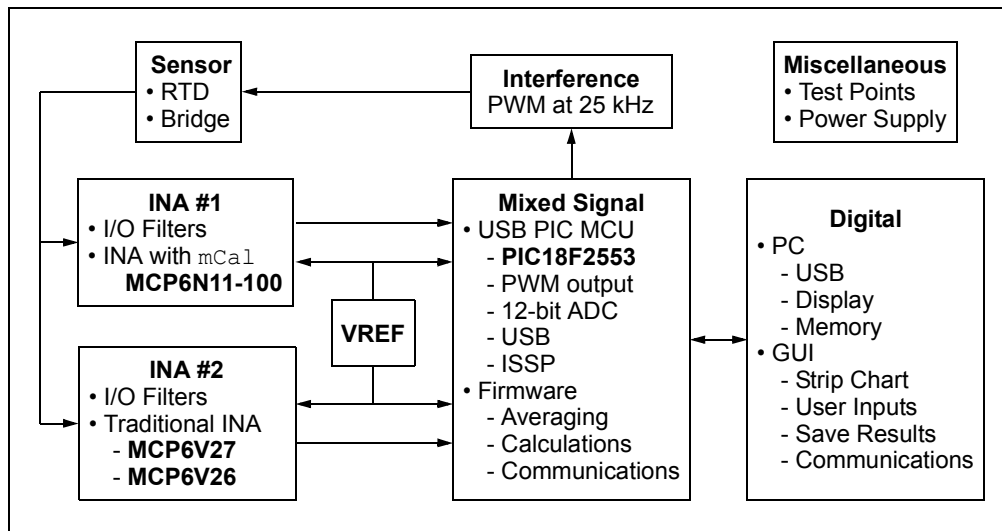 Sensor
• RTD
• Bridge
Interference
PWM at 25 kHz
Miscellaneous
• Test Points
• Power Supply
INA #1
• I/O Filters
• INA with mCal
MCP6N11-100
VREF
INA #2
• I/O Filters
• Traditional INA
- MCP6V27
- MCP6V26
Mixed Signal
• USB PIC MCU
- PIC18F2553
- PWM output
- 12-bit ADC
- USB
- ISSP
• Firmware
- Averaging
- Calculations
- Communications
Digital
• PC
- USB
- Display
- Memory
• GUI
- Strip Chart
- User Inputs
- Save Results
- Communications